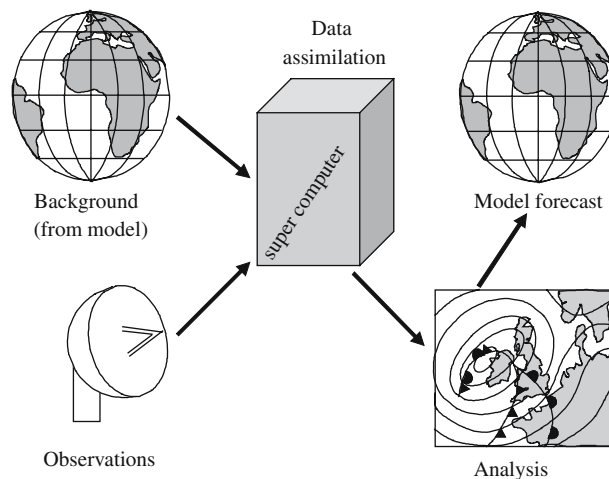 Data
assimilation
super computer
Background
(from model)
Model forecast
Observations
Analysis